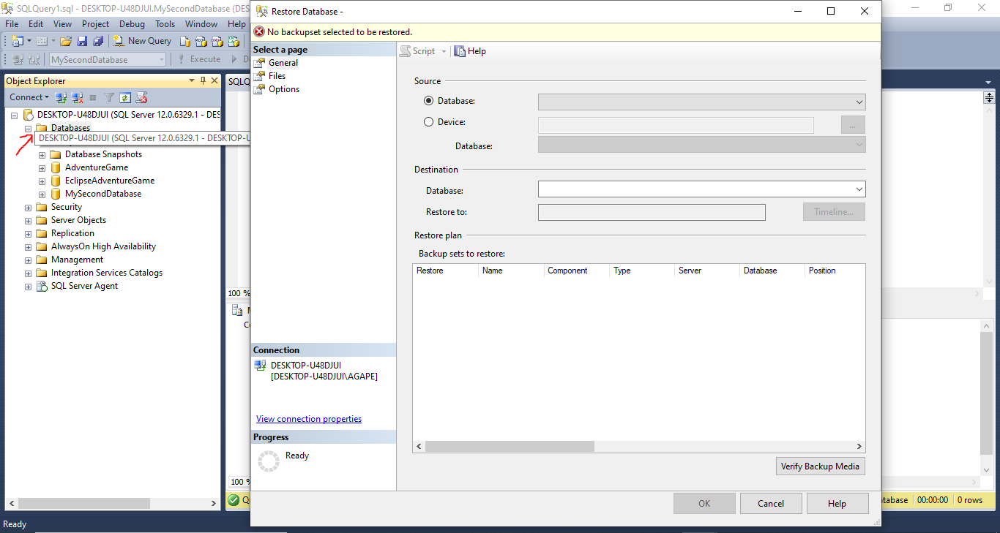 SQLQuery1.sql - DESKTOP-U48DJUI.MySecondDatabase (DES
File Edit View Project Debug Tools Window Help
New Query
MySecondDatabase
Execute
Object Explorer
Connect
DESKTOP-U48DJUI (SQL Server 12.0.6329.1 - DES
Databases
DESKTOP-U48DJUI (SQL Server 12.0.6329.1 - DESKTOP-U
Database Snapshots
AdventureGame
EclipseAdventureGame
MySecondDatabase
Security
Server Objects
Replication
AlwaysOn High Availability
Management
Integration Services Catalogs
SQL Server Agent
SQLQ
100 %
100 %
Restore Database -
No backupset selected to be restored.
Select a page
General
Files
Options
Connection
DESKTOP-U48DJUI
[DESKTOP-U48DJUI\AGAPE]
View connection properties
Progress
Ready
Script Help
Source
Database:
Device:
...
Database:
Destination
Database:
Restore to:
Timeline...
Restore plan
Backup sets to restore:
Restore Name Component Type Server Database Position
Verify Backup Media
OK Cancel Help
tabase 00:00:00 0 rows
Ready